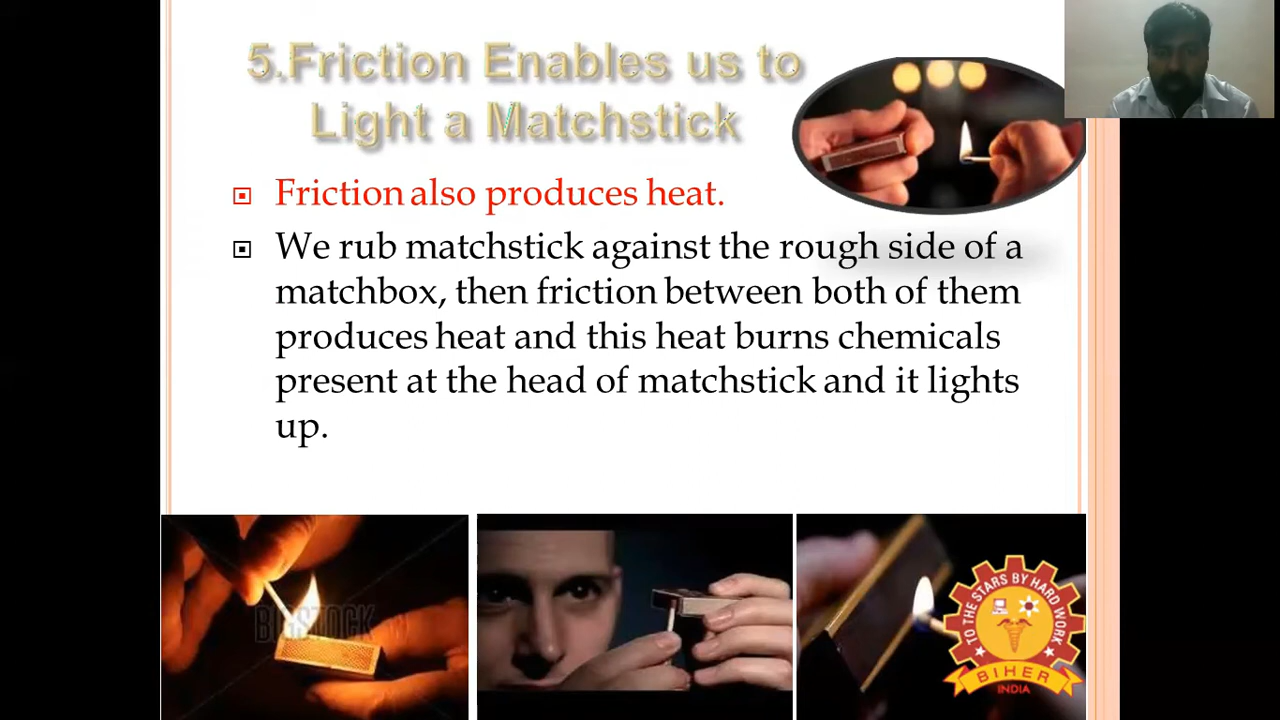 5.Friction Enables us to
Light a Matchstick
Friction also produces heat.
We rub matchstick against the rough side of a
matchbox, then friction between both of them
produces heat and this heat burns chemicals
present at the head of matchstick and it lights
up.
BIGSTOCK
TO THE STARS BY HARD WORK
BIHER
INDIA